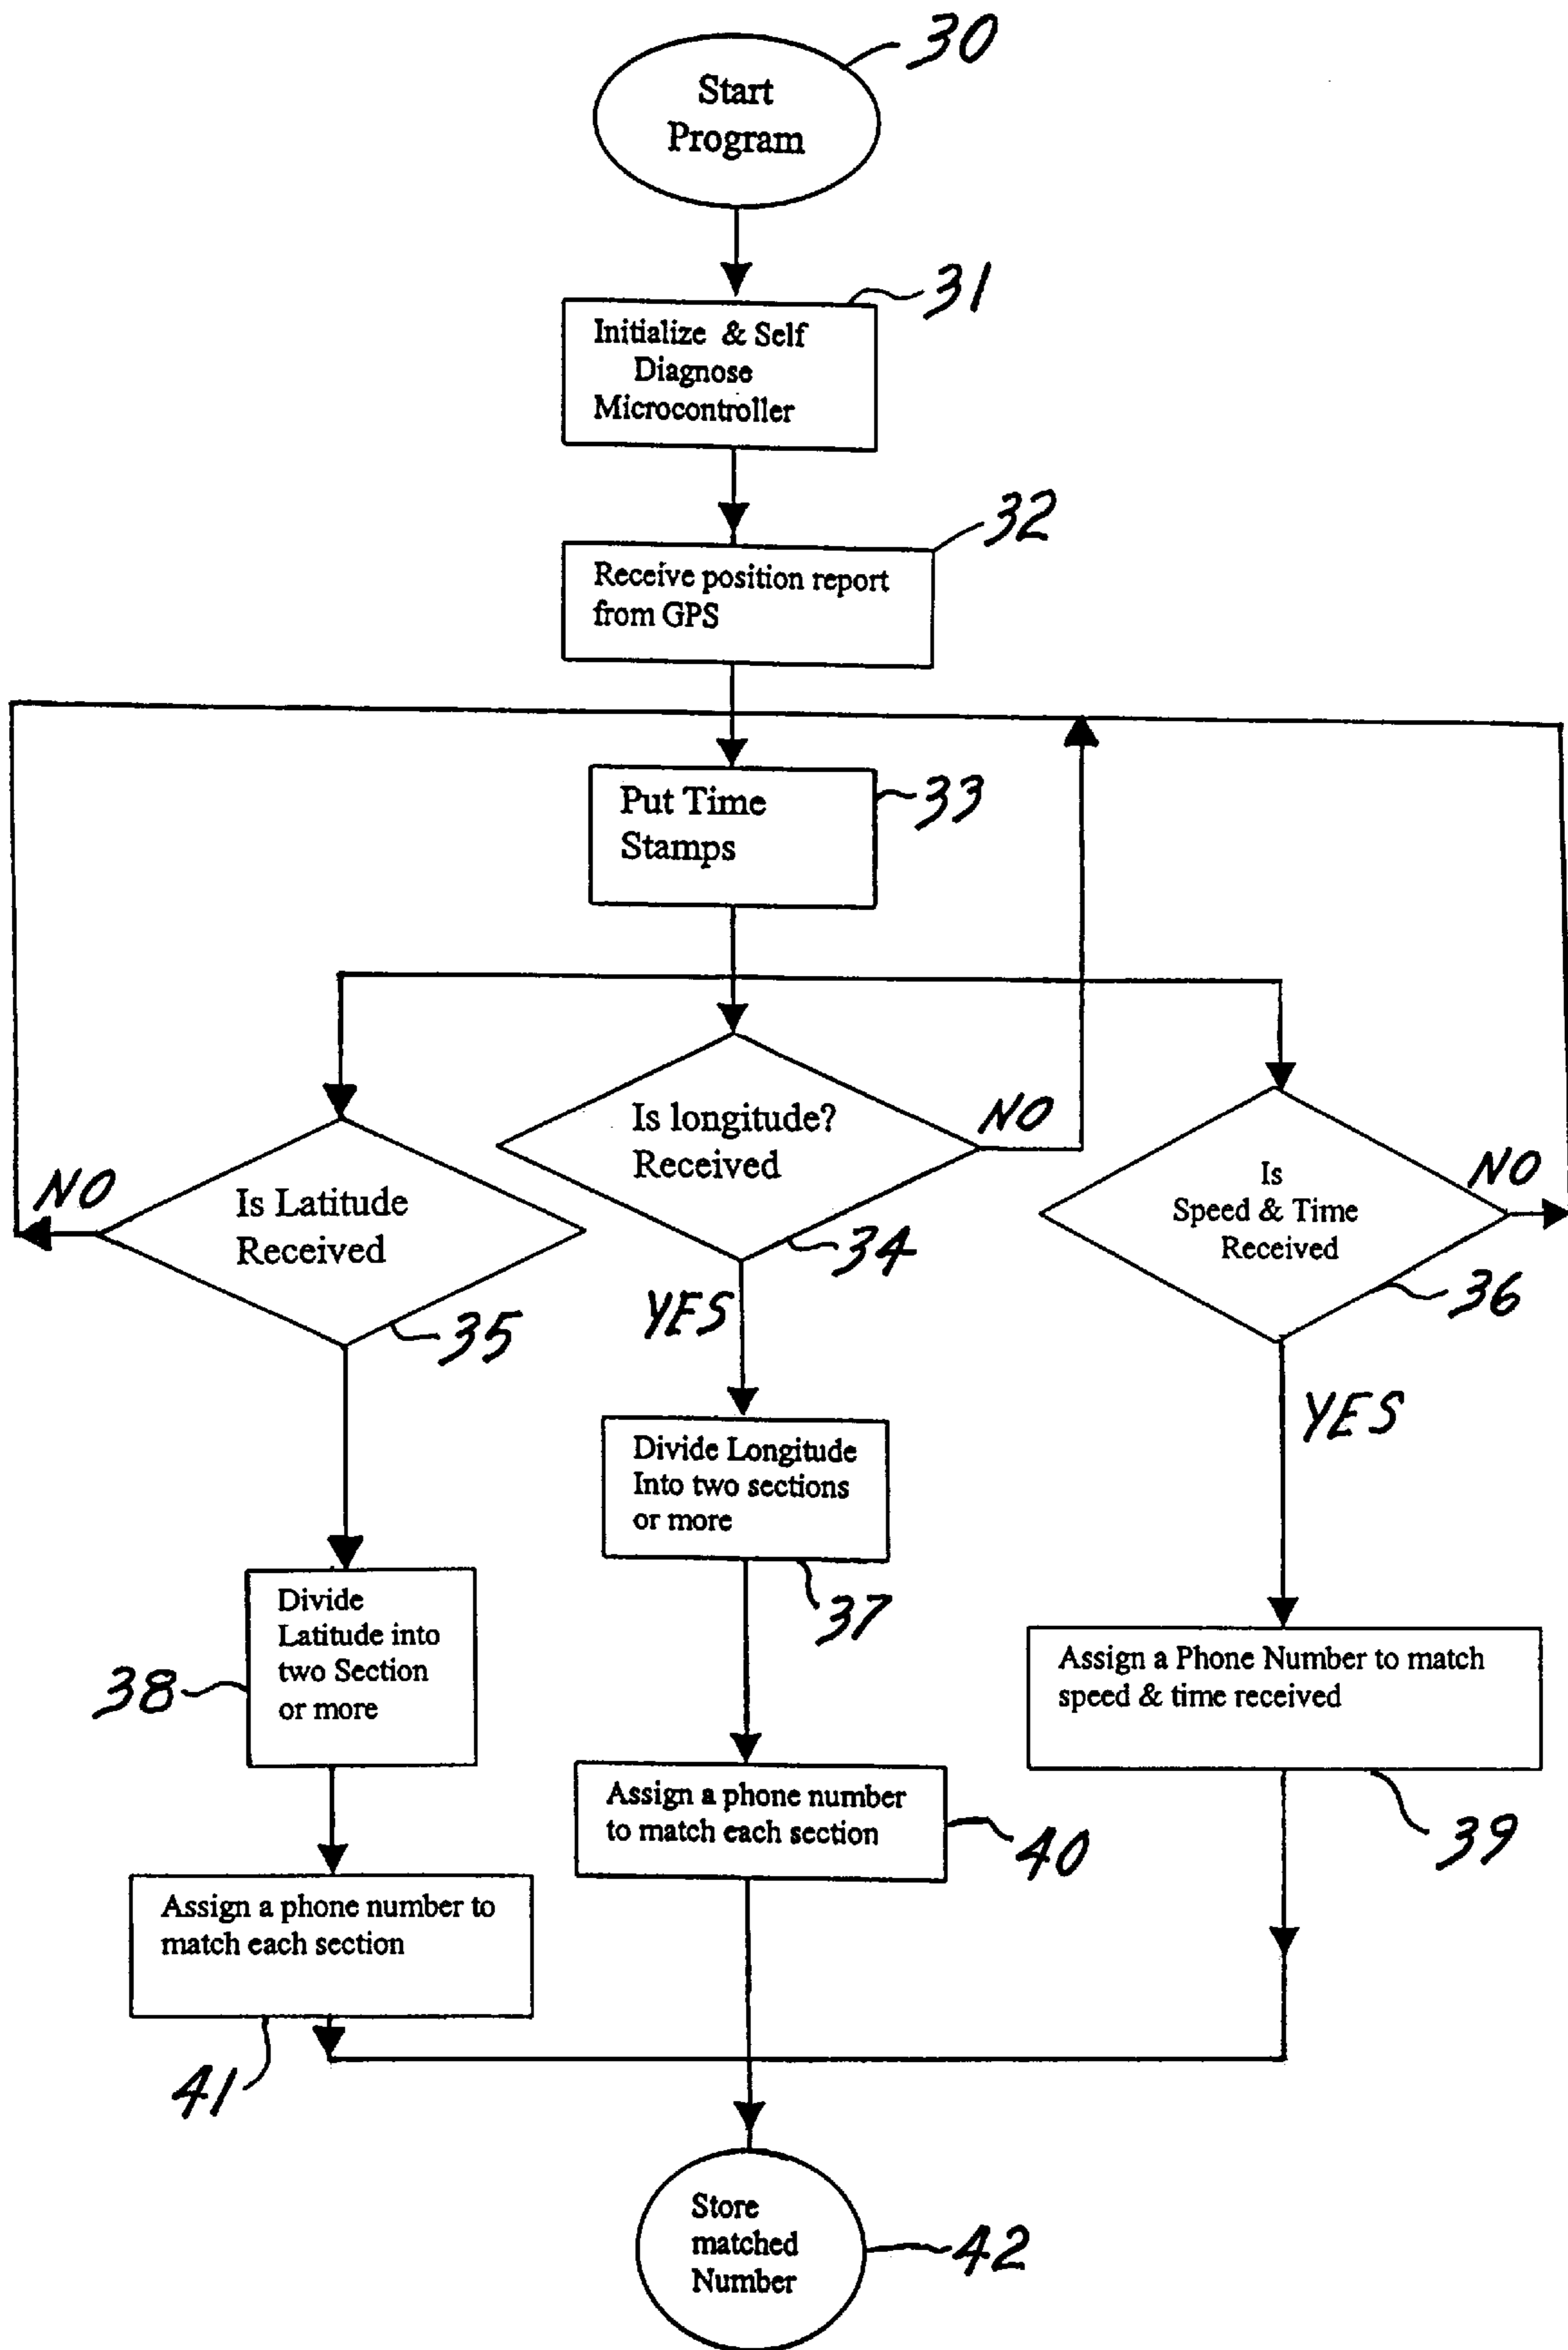 30
Start
Program
31
Initialize & Self
Diagnose
Microcontroller
32
Receive position report
from GPS
Put Time
Stamps
33
Is longitude?
Received
NO
34
YES
NO
Is Latitude
Received
35
Is
Speed & Time
Received
NO
36
YES
Divide Longitude
Into two sections
or more
37
Divide
Latitude into
two Section
or more
38
Assign a Phone Number to match
speed & time received
39
Assign a phone number
to match each section
40
Assign a phone number to
match each section
41
Store
matched
Number
42